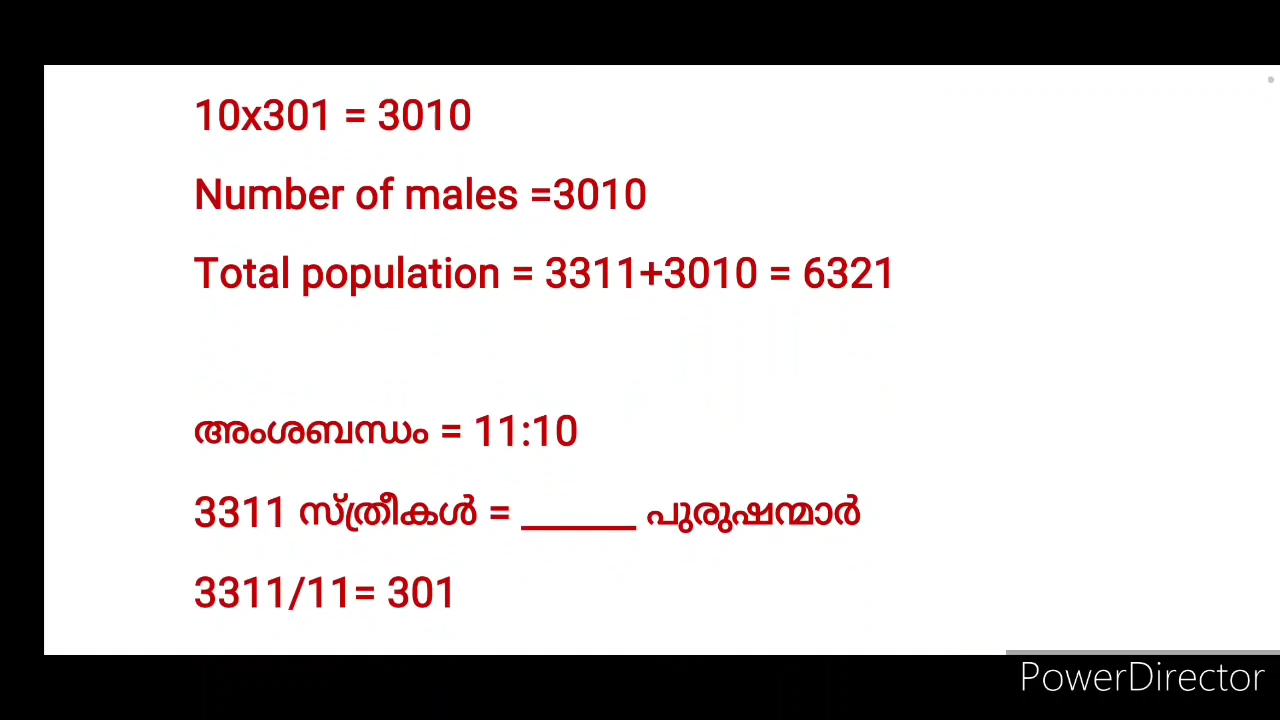 10x301 = 3010
Number of males =3010
Total population = 3311+3010 = 6321
അംശബന്ധം = 11:10
3311 സ്ത്രീകൾ = ______ പുരുഷന്മാർ
3311/11= 301
PowerDirector